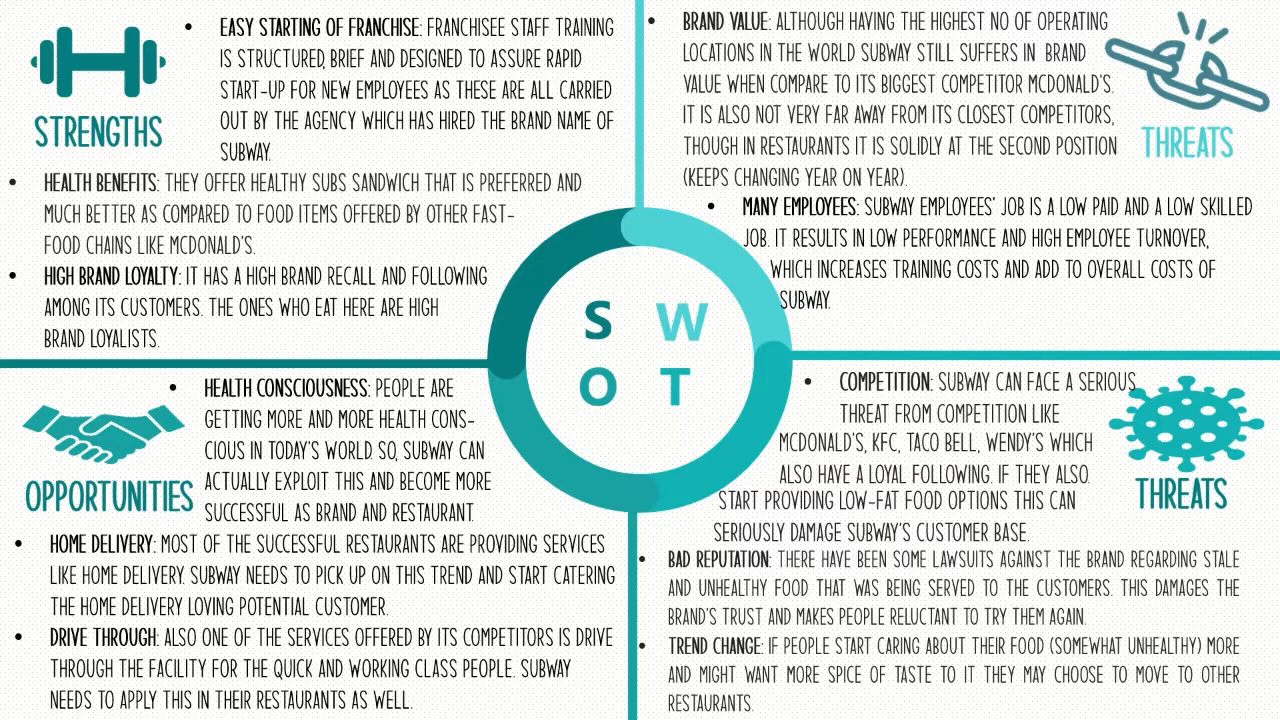 STRENGTHS
• EASY STARTING OF FRANCHISE: FRANCHISEE STAFF TRAINING
IS STRUCTURED, BRIEF AND DESIGNED TO ASSURE RAPID
START-UP FOR NEW EMPLOYEES AS THESE ARE ALL CARRIED
OUT BY THE AGENCY WHICH HAS HIRED THE BRAND NAME OF
SUBWAY.
• HEALTH BENEFITS: THEY OFFER HEALTHY SUBS SANDWICH THAT IS PREFERRED AND
MUCH BETTER AS COMPARED TO FOOD ITEMS OFFERED BY OTHER FAST-
FOOD CHAINS LIKE MCDONALD'S.
• HIGH BRAND LOYALTY: IT HAS A HIGH BRAND RECALL AND FOLLOWING
AMONG ITS CUSTOMERS. THE ONES WHO EAT HERE ARE HIGH
BRAND LOYALISTS.
• BRAND VALUE: ALTHOUGH HAVING THE HIGHEST NO OF OPERATING
LOCATIONS IN THE WORLD SUBWAY STILL SUFFERS IN BRAND
VALUE WHEN COMPARE TO ITS BIGGEST COMPETITOR MCDONALD'S.
IT IS ALSO NOT VERY FAR AWAY FROM ITS CLOSEST COMPETITORS,
THOUGH IN RESTAURANTS IT IS SOLIDLY AT THE SECOND POSITION
(KEEPS CHANGING YEAR ON YEAR).
THREATS
• MANY EMPLOYEES: SUBWAY EMPLOYEES' JOB IS A LOW PAID AND A LOW SKILLED
JOB. IT RESULTS IN LOW PERFORMANCE AND HIGH EMPLOYEE TURNOVER,
WHICH INCREASES TRAINING COSTS AND ADD TO OVERALL COSTS OF
SUBWAY.
S W
O T
OPPORTUNITIES
• HEALTH CONSCIOUSNESS: PEOPLE ARE
GETTING MORE AND MORE HEALTH CONS-
CIOUS IN TODAY'S WORLD. SO, SUBWAY CAN
ACTUALLY EXPLOIT THIS AND BECOME MORE
SUCCESSFUL AS BRAND AND RESTAURANT.
• HOME DELIVERY: MOST OF THE SUCCESSFUL RESTAURANTS ARE PROVIDING SERVICES
LIKE HOME DELIVERY. SUBWAY NEEDS TO PICK UP ON THIS TREND AND START CATERING
THE HOME DELIVERY LOVING POTENTIAL CUSTOMER.
• DRIVE THROUGH: ALSO ONE OF THE SERVICES OFFERED BY ITS COMPETITORS IS DRIVE
THROUGH THE FACILITY FOR THE QUICK AND WORKING CLASS PEOPLE. SUBWAY
NEEDS TO APPLY THIS IN THEIR RESTAURANTS AS WELL.
• COMPETITION: SUBWAY CAN FACE A SERIOUS
THREAT FROM COMPETITION LIKE
MCDONALD'S, KFC, TACO BELL, WENDY'S WHICH
ALSO HAVE A LOYAL FOLLOWING. IF THEY ALSO
START PROVIDING LOW-FAT FOOD OPTIONS THIS CAN
SERIOUSLY DAMAGE SUBWAY'S CUSTOMER BASE.
THREATS
• BAD REPUTATION: THERE HAVE BEEN SOME LAWSUITS AGAINST THE BRAND REGARDING STALE
AND UNHEALTHY FOOD THAT WAS BEING SERVED TO THE CUSTOMERS. THIS DAMAGES THE
BRAND'S TRUST AND MAKES PEOPLE RELUCTANT TO TRY THEM AGAIN.
• TREND CHANGE: IF PEOPLE START CARING ABOUT THEIR FOOD (SOMEWHAT UNHEALTHY) MORE
AND MIGHT WANT MORE SPICE OF TASTE TO IT THEY MAY CHOOSE TO MOVE TO OTHER
RESTAURANTS.